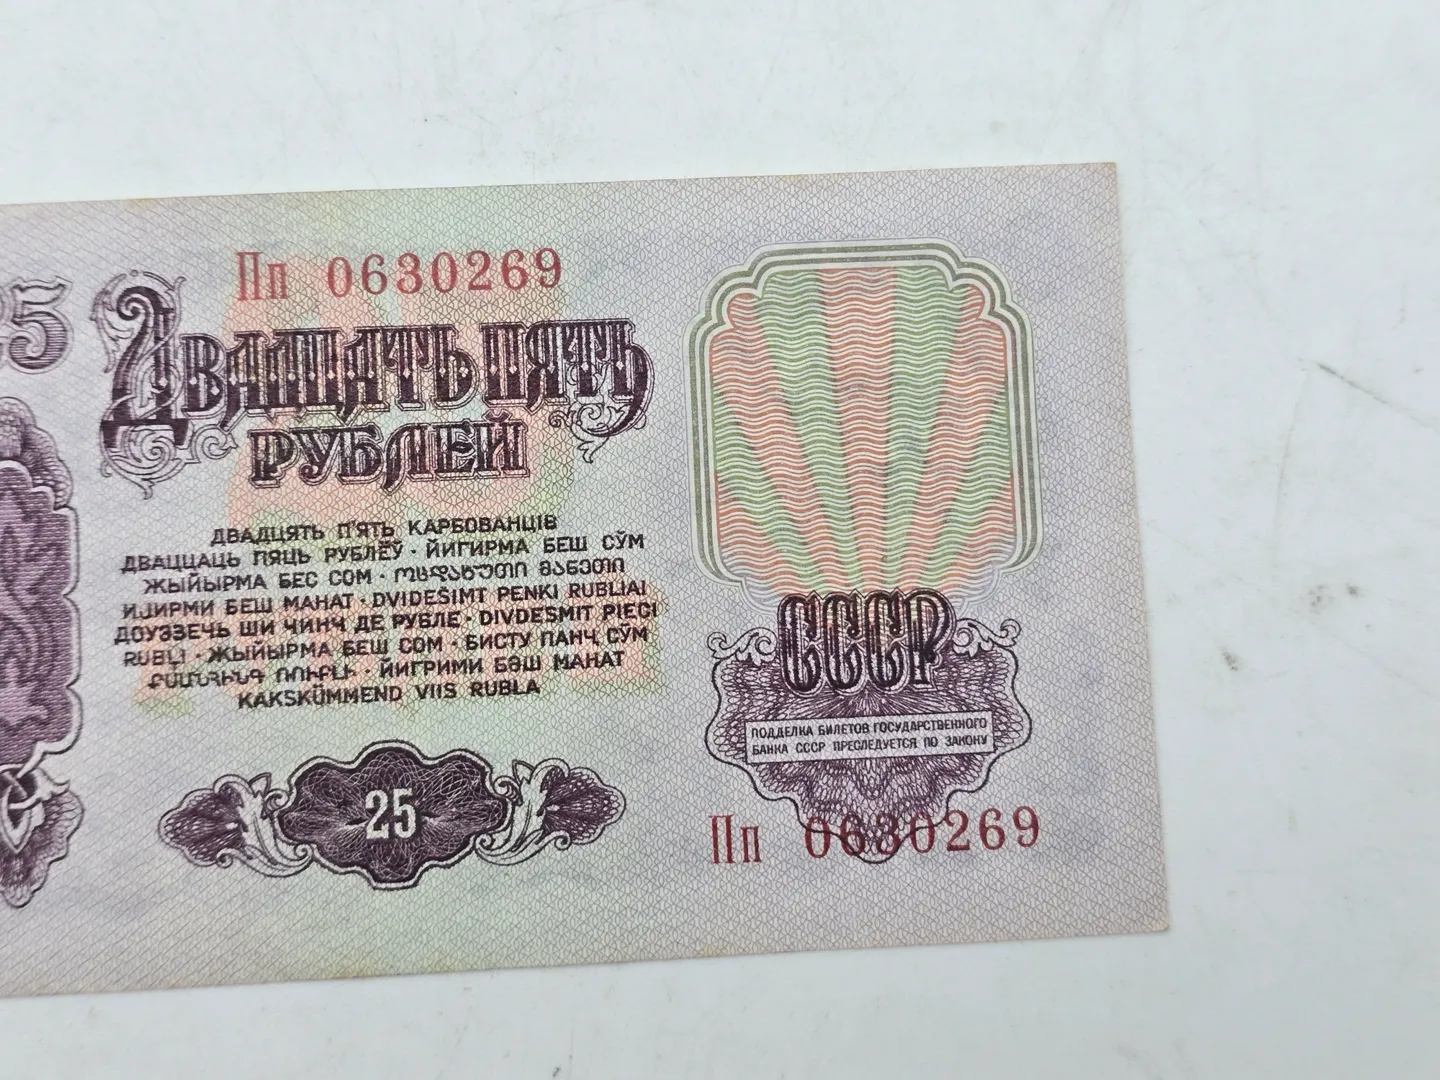 Пп 0630269
25
Двадцать пять
рублей
ДВАДЦЯТЬ П'ЯТЬ КАРБОВАНЦІВ
ДВАЦЦАЦЬ ПЯЦЬ РУБЛЁЎ · ЙИГИРМА БЕШ СЎМ
ЖЫЙЫРМА БЕС СОМ · ოცდახუთი მანეთი
ИЈИРМИ БЕШ МАНАТ · DVIDEŠIMT PENKI RUBLIAI
ДОУЭЗЕЧЬ ШИ ЧИНЧ ДЕ РУБЛЕ · DIVDESMIT PIECI
RUBĻI · ЖЫЙЫРМА БЕШ СОМ · БИСТУ ПАНҶ СЎМ
ՔՍԱՆՀԻՆԳ ՌՈՒԲԼԻ · ЙИГРИМИ БӘШ МАНАТ
KAKSKÜMMEND VIIS RUBLA
25
СССР
ПОДДЕЛКА БИЛЕТОВ ГОСУДАРСТВЕННОГО
БАНКА СССР ПРЕСЛЕДУЕТСЯ ПО ЗАКОНУ
Пп 0630269